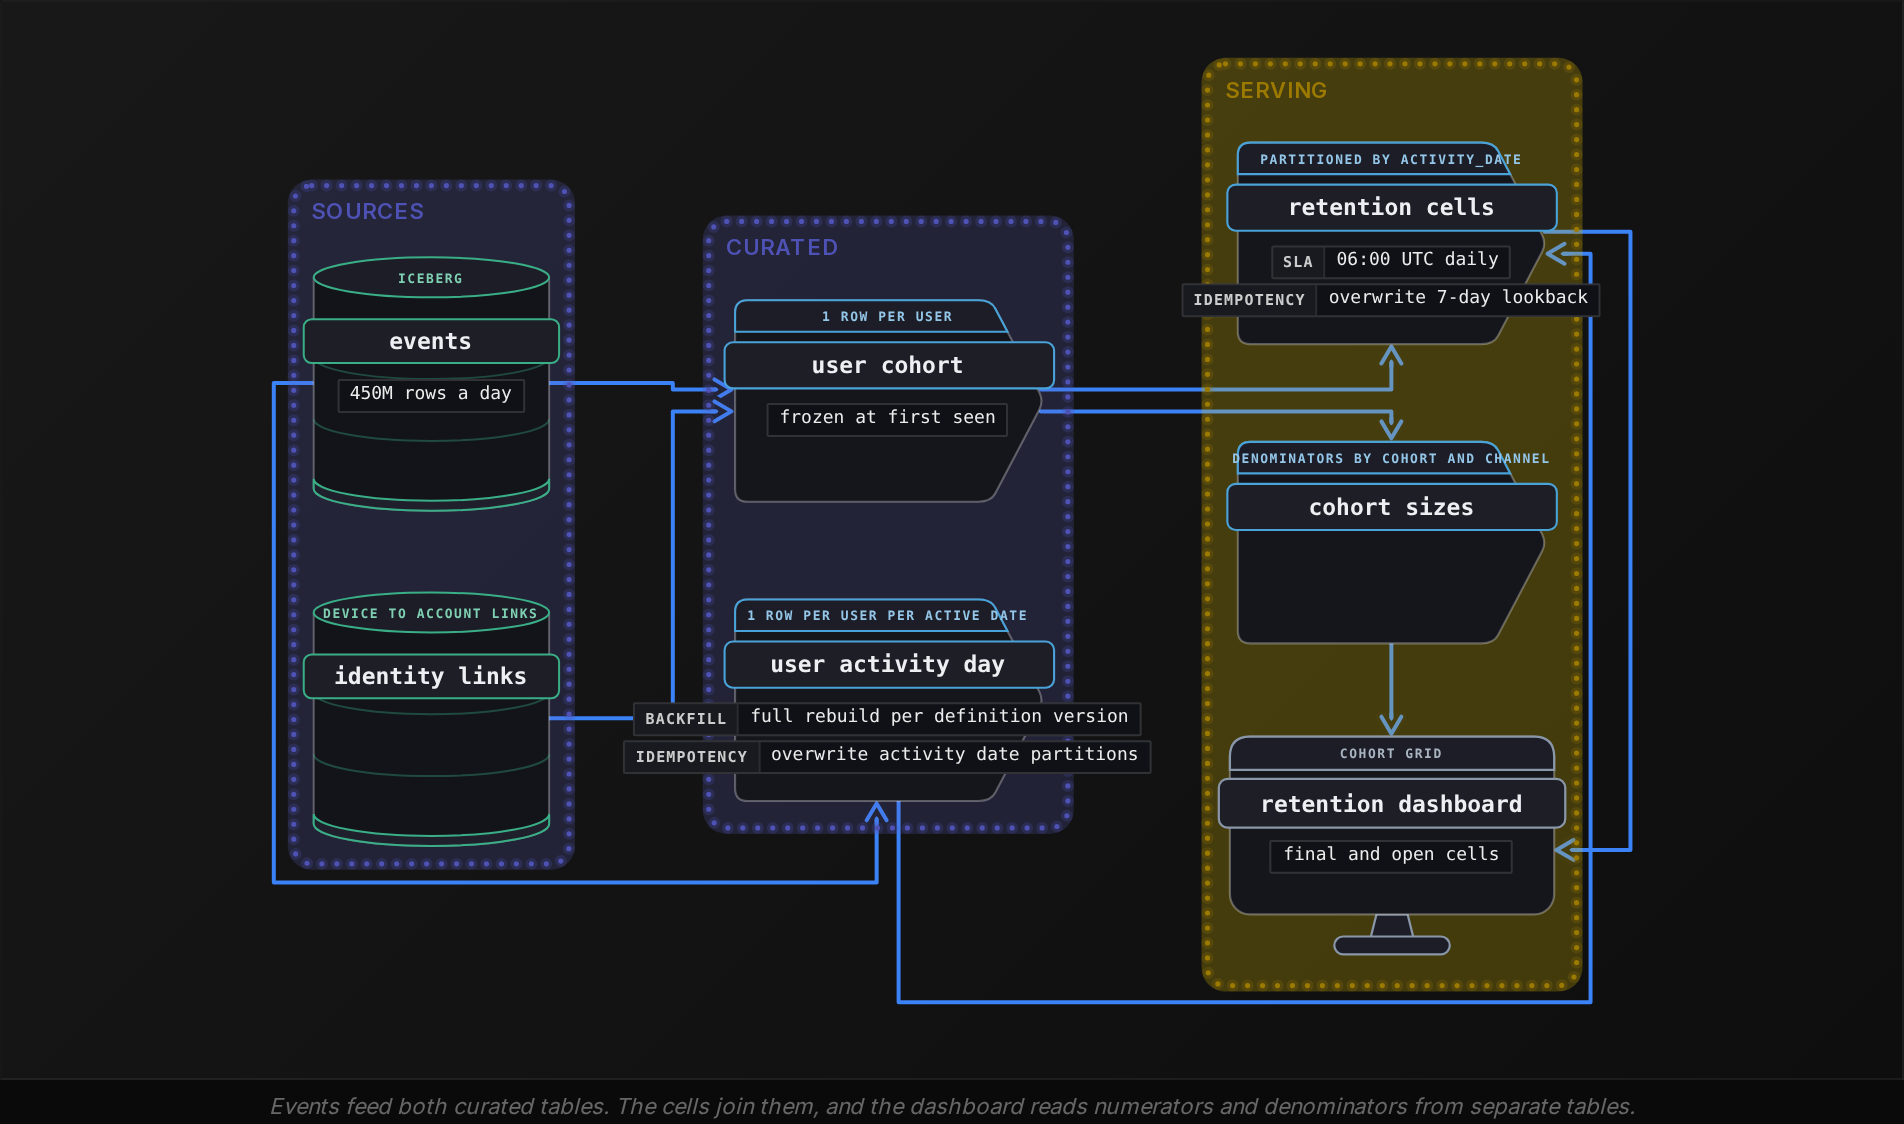 SOURCES
ICEBERG
events
450M rows a day
DEVICE TO ACCOUNT LINKS
identity links
CURATED
1 ROW PER USER
user cohort
frozen at first seen
1 ROW PER USER PER ACTIVE DATE
user activity day
BACKFILL full rebuild per definition version
IDEMPOTENCY overwrite activity date partitions
SERVING
PARTITIONED BY ACTIVITY_DATE
retention cells
SLA 06:00 UTC daily
IDEMPOTENCY overwrite 7-day lookback
DENOMINATORS BY COHORT AND CHANNEL
cohort sizes
COHORT GRID
retention dashboard
final and open cells
Events feed both curated tables. The cells join them, and the dashboard reads numerators and denominators from separate tables.